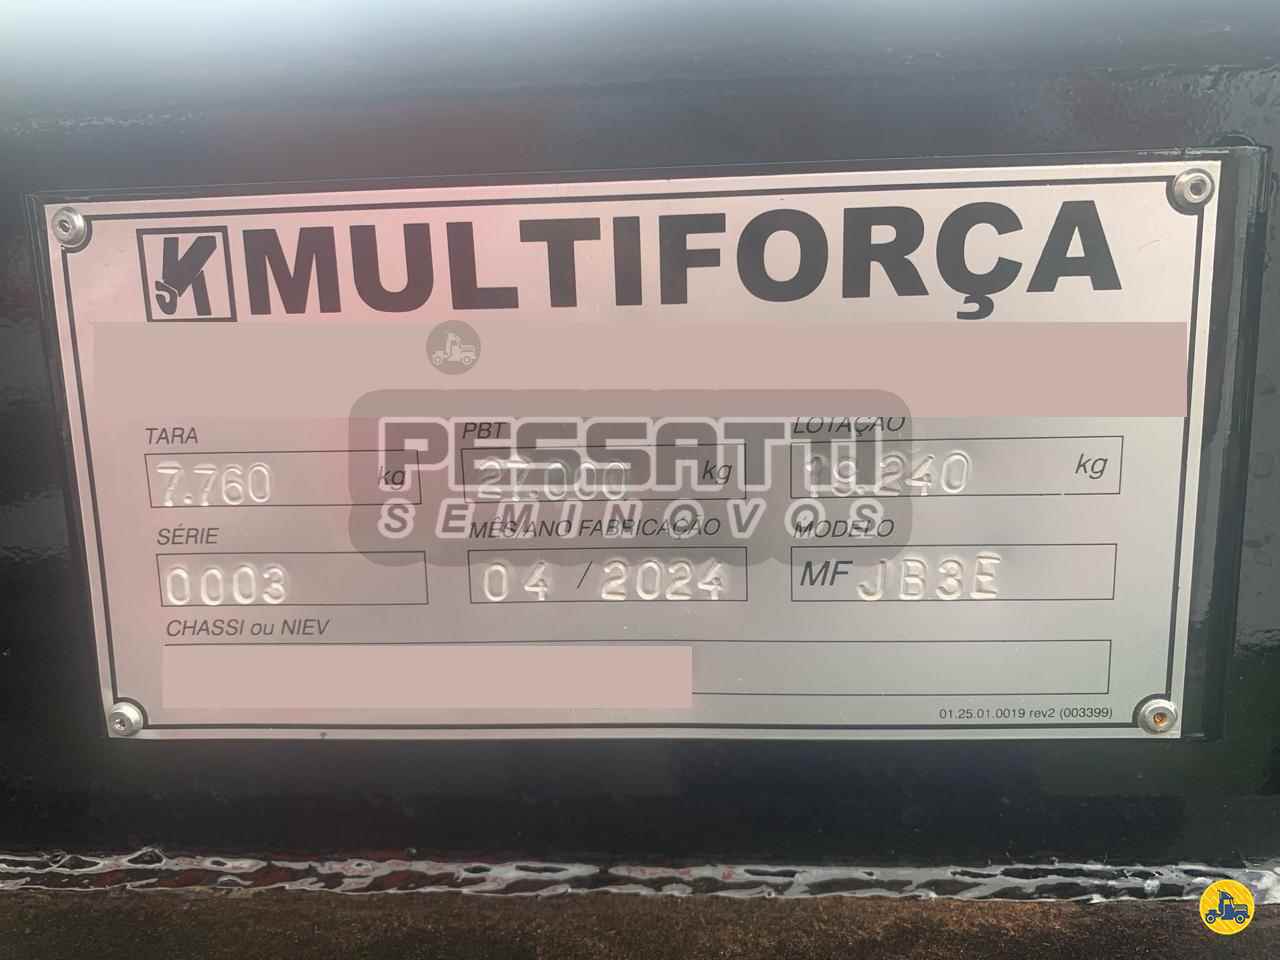 MULTIFORÇA
TARA PBT LOTAÇÃO
7.760 kg 27.000 kg 19.240 kg
PESSATTI
SEMINOVOS
SÉRIE MÊS/ANO FABRICAÇÃO MODELO
0003 04 / 2024 MF JB3E
CHASSI ou NIEV
01.25.01.0019 rev2 (003399)